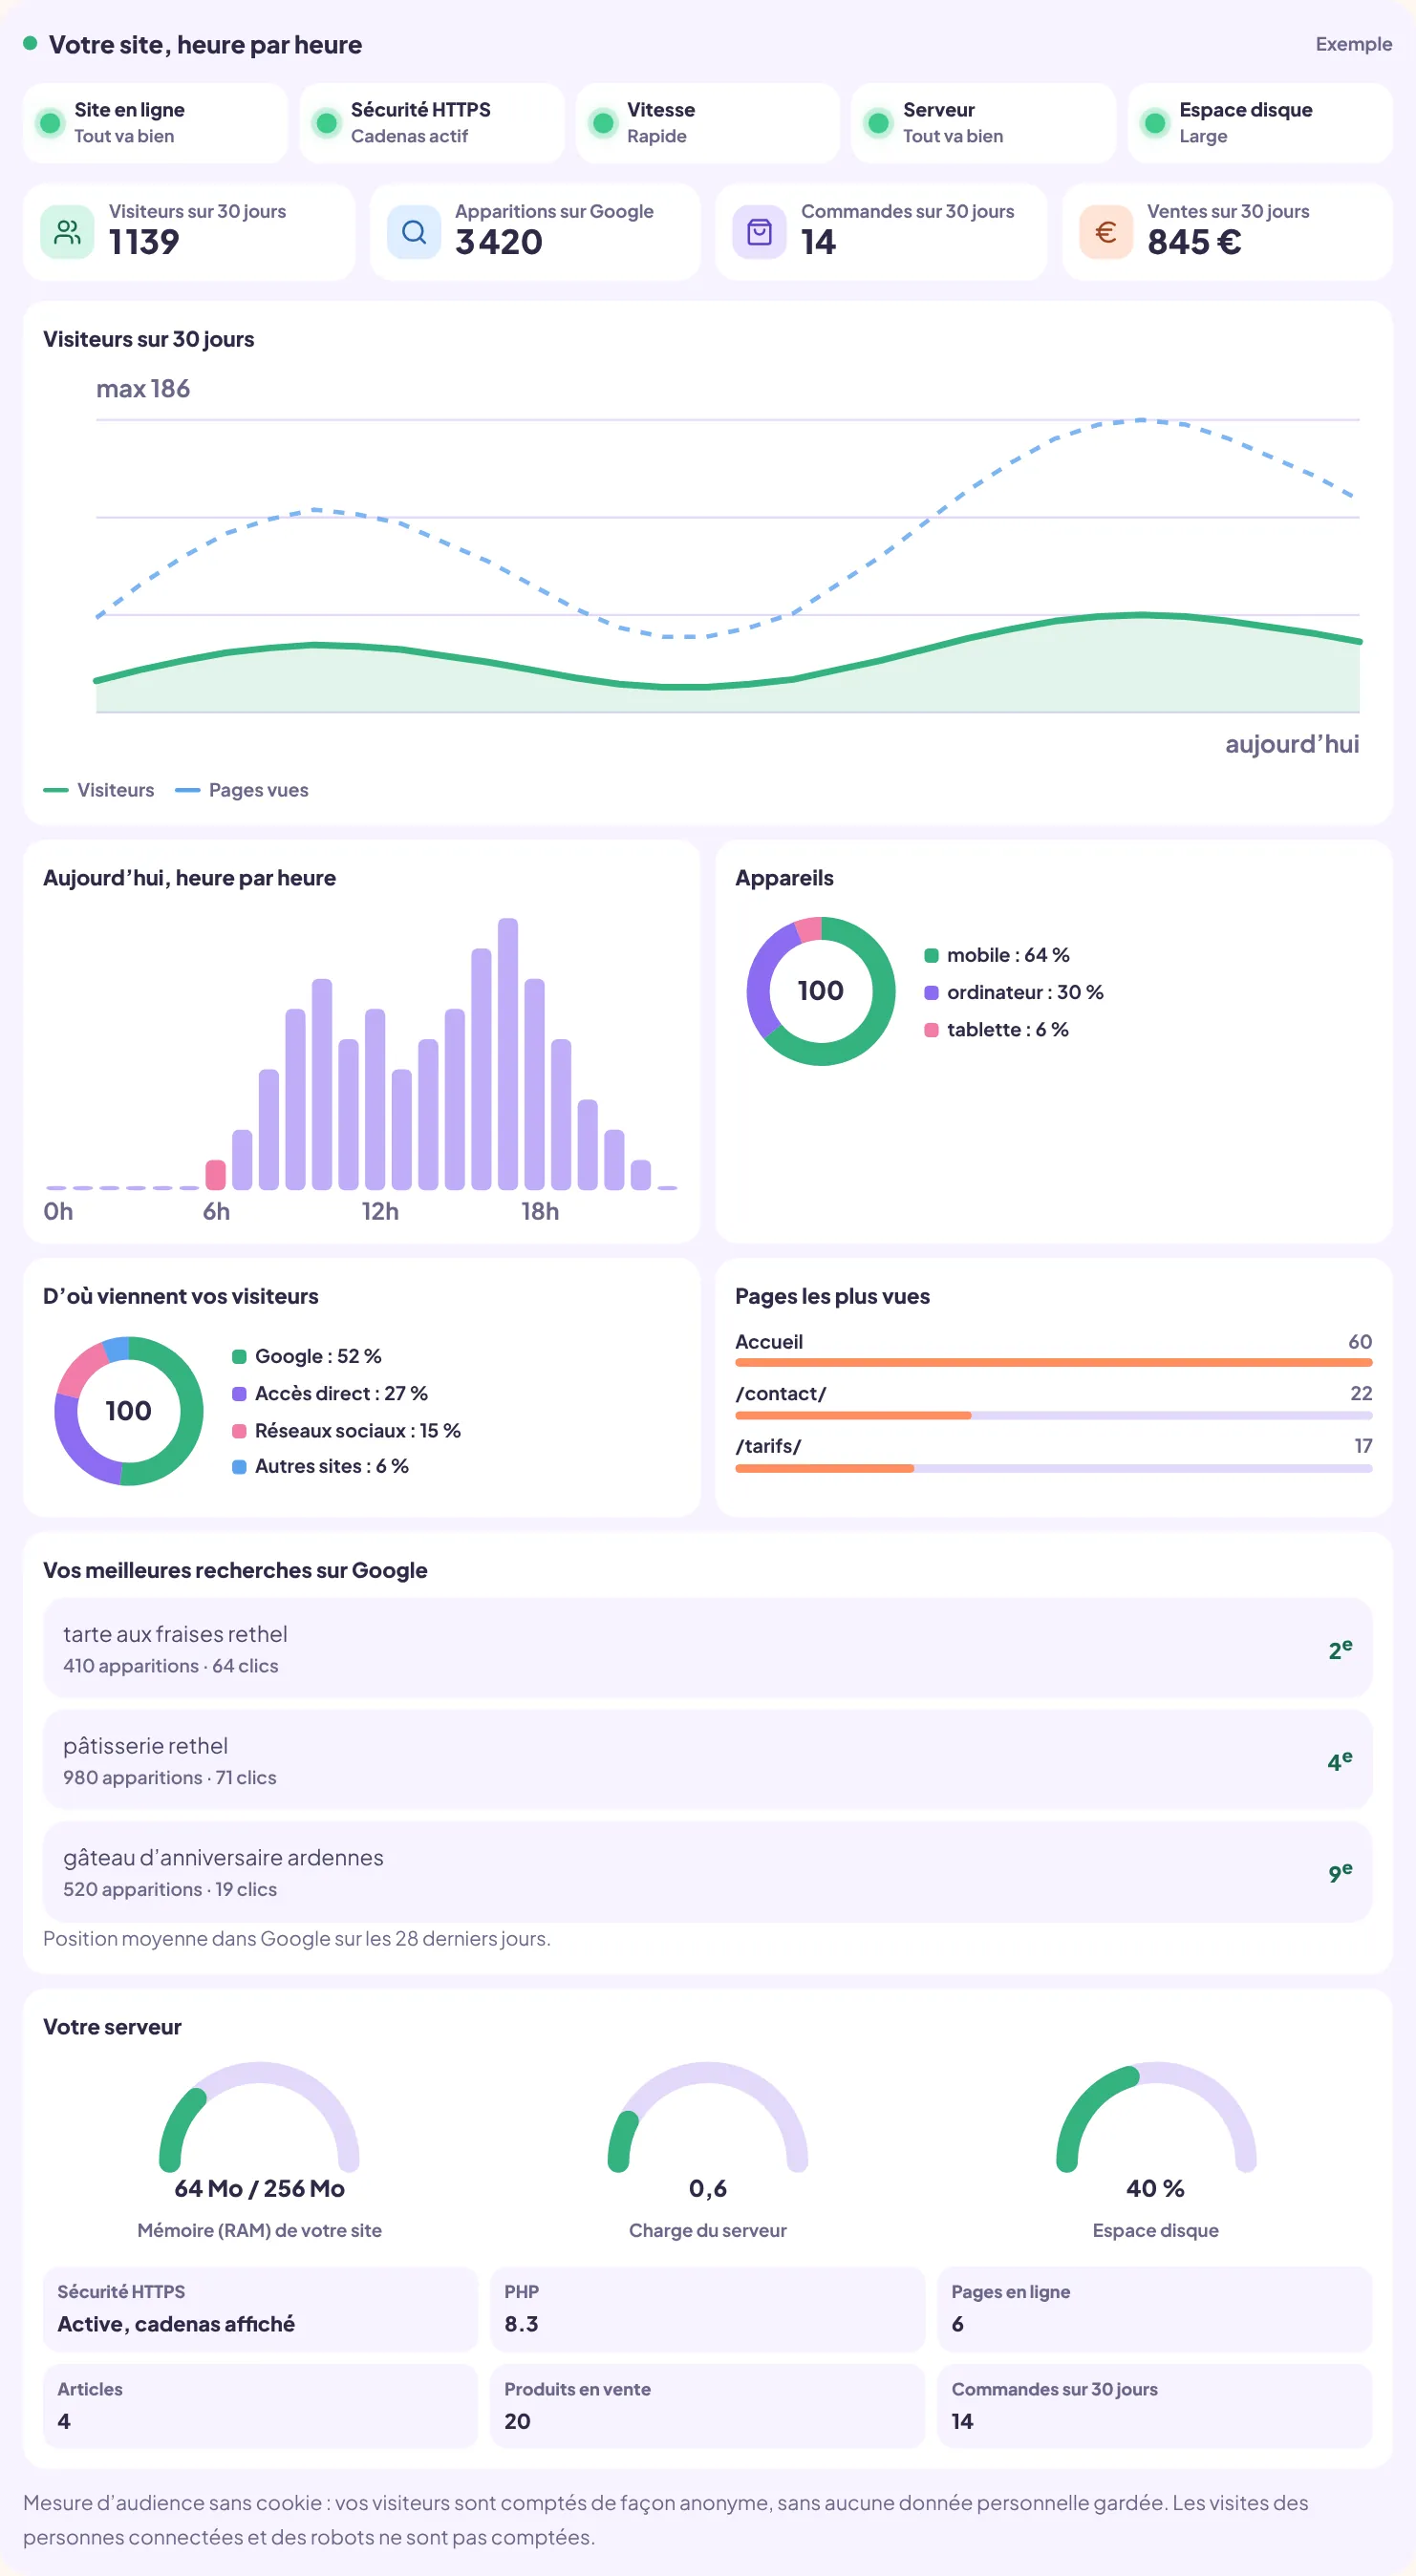 Votre site, heure par heure
Exemple
Site en ligne
Tout va bien
Sécurité HTTPS
Cadenas actif
Vitesse
Rapide
Serveur
Tout va bien
Espace disque
Large
Visiteurs sur 30 jours
1 139
Apparitions sur Google
3 420
Commandes sur 30 jours
14
Ventes sur 30 jours
845 €
Visiteurs sur 30 jours
max 186
aujourd’hui
Visiteurs
Pages vues
Aujourd’hui, heure par heure
0h
6h
12h
18h
Appareils
100
mobile : 64 %
ordinateur : 30 %
tablette : 6 %
D’où viennent vos visiteurs
100
Google : 52 %
Accès direct : 27 %
Réseaux sociaux : 15 %
Autres sites : 6 %
Pages les plus vues
Accueil
60
/contact/
22
/tarifs/
17
Vos meilleures recherches sur Google
tarte aux fraises rethel
410 apparitions · 64 clics
2e
pâtisserie rethel
980 apparitions · 71 clics
4e
gâteau d’anniversaire ardennes
520 apparitions · 19 clics
9e
Position moyenne dans Google sur les 28 derniers jours.
Votre serveur
64 Mo / 256 Mo
Mémoire (RAM) de votre site
0,6
Charge du serveur
40 %
Espace disque
Sécurité HTTPS
Active, cadenas affiché
PHP
8.3
Pages en ligne
6
Articles
4
Produits en vente
20
Commandes sur 30 jours
14
Mesure d’audience sans cookie : vos visiteurs sont comptés de façon anonyme, sans aucune donnée personnelle gardée. Les visites des
personnes connectées et des robots ne sont pas comptées.